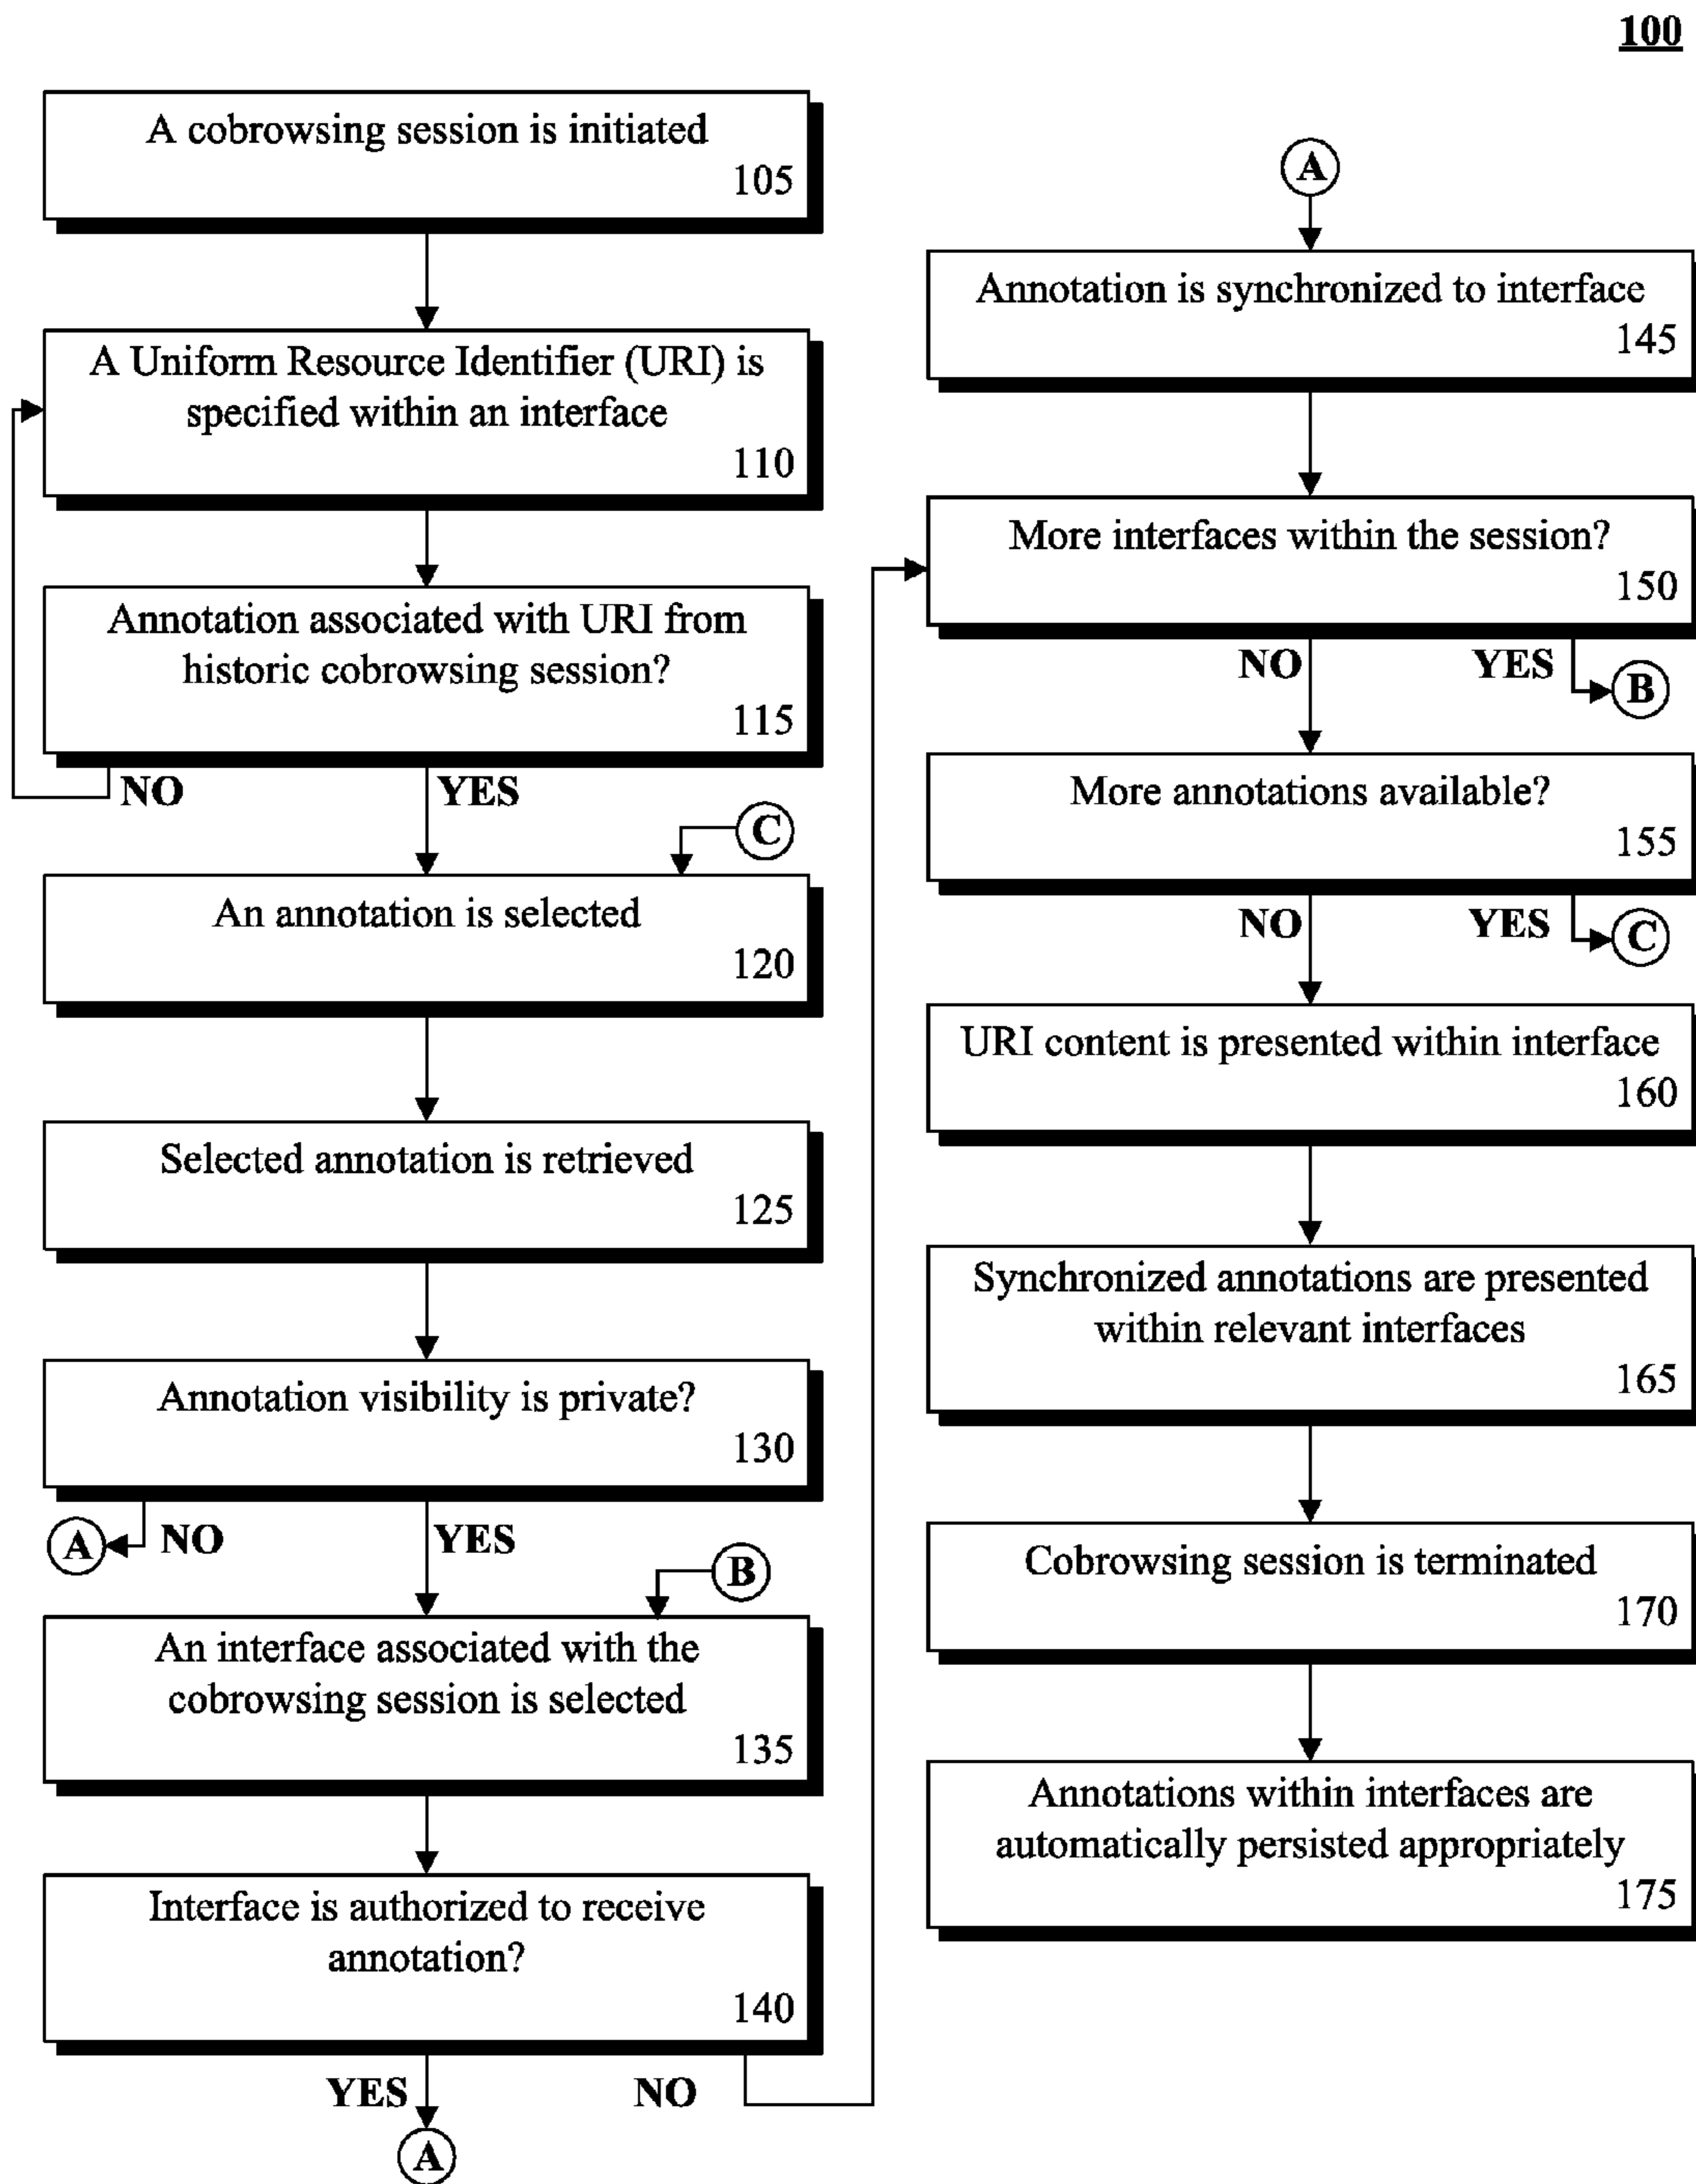 100
A cobrowsing session is initiated
105
A Uniform Resource Identifier (URI) is
specified within an interface
110
Annotation associated with URI from
historic cobrowsing session?
115
NO
YES
C
An annotation is selected
120
Selected annotation is retrieved
125
Annotation visibility is private?
130
A
NO
YES
B
An interface associated with the
cobrowsing session is selected
135
Interface is authorized to receive
annotation?
140
YES
NO
A
A
Annotation is synchronized to interface
145
More interfaces within the session?
150
NO
YES
B
More annotations available?
155
NO
YES
C
URI content is presented within interface
160
Synchronized annotations are presented
within relevant interfaces
165
Cobrowsing session is terminated
170
Annotations within interfaces are
automatically persisted appropriately
175